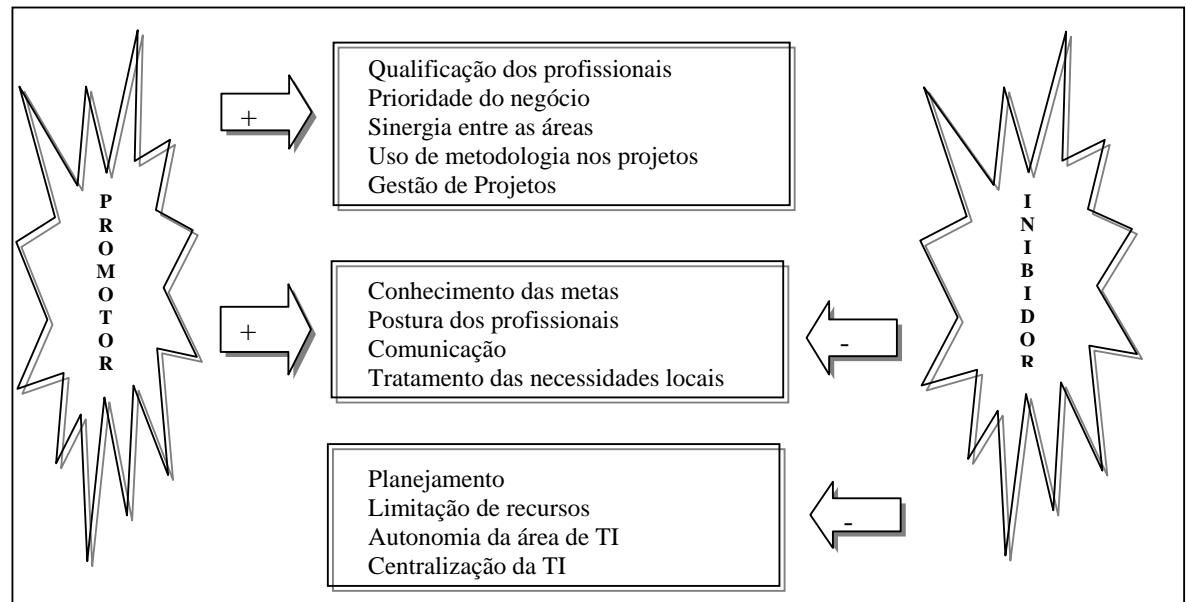 PROMOTOR
+
Qualificação dos profissionais
Prioridade do negócio
Sinergia entre as áreas
Uso de metodologia nos projetos
Gestão de Projetos
+
Conhecimento das metas
Postura dos profissionais
Comunicação
Tratamento das necessidades locais
-
Planejamento
Limitação de recursos
Autonomia da área de TI
Centralização da TI
-
INIBIDOR